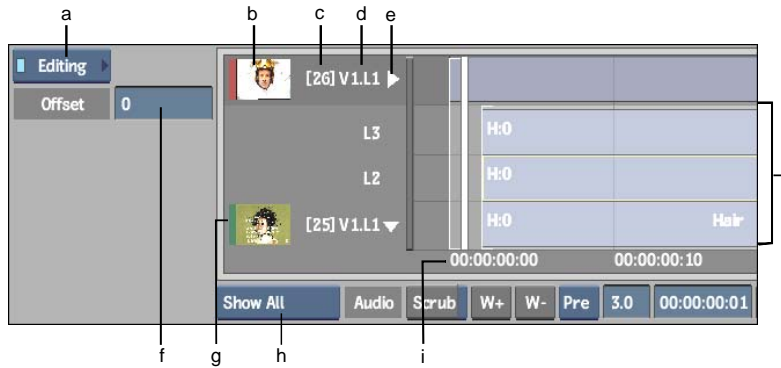 a b c d e
Editing
[26] V1.L1
Offset 0
L3 H:0
L2 H:0
[25] V1.L1 H:0 Hair
00:00:00:00 00:00:00:10
Show All Audio Scrub W+ W- Pre 3.0 00:00:00:01
f g h i